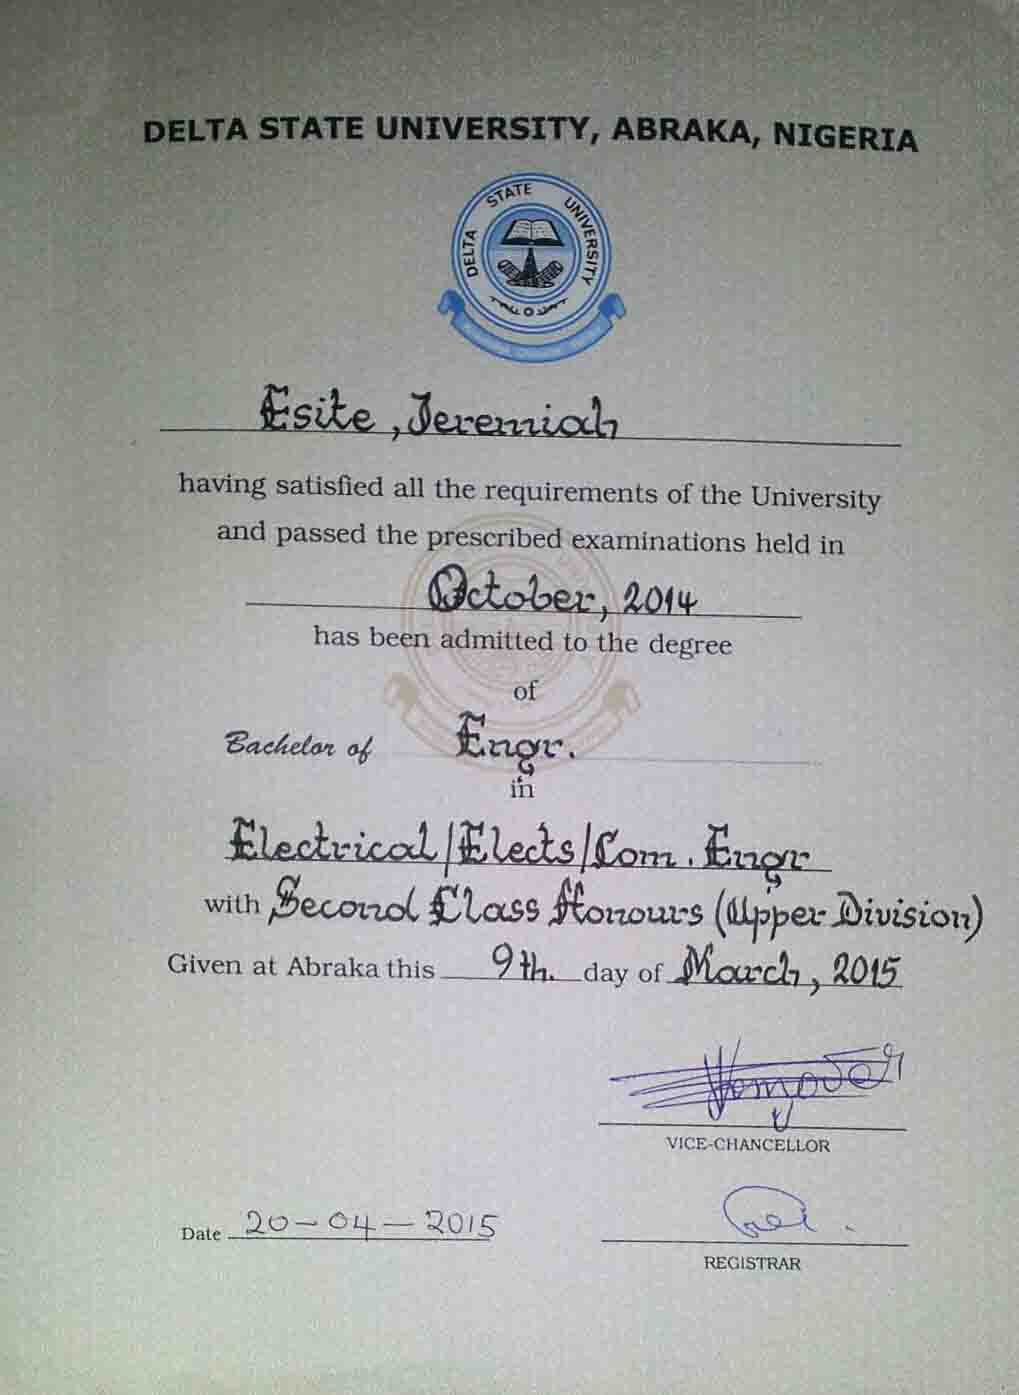 DELTA STATE UNIVERSITY, ABRAKA, NIGERIA
DELTA STATE UNIVERSITY
Esite, Jeremiah
having satisfied all the requirements of the University
and passed the prescribed examinations held in
October, 2014
has been admitted to the degree
of
Bachelor of Engr.
in
Electrical/Elects/Com. Engr
with Second Class Honours (Upper Division)
Given at Abraka this 9th. day of March, 2015
VICE-CHANCELLOR
Date 20-04-2015
REGISTRAR